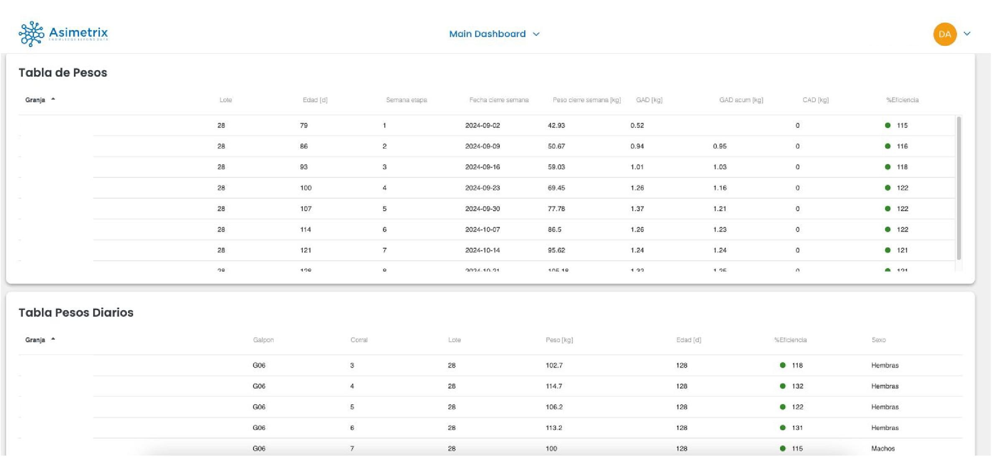 Asimetrix
KNOWLEDGE BEYOND DATA
Main Dashboard
DA
Tabla de Pesos
Granja Lote Edad [d] Semana etapa Fecha cierre semana Peso cierre semana [kg] GAD [kg] GAD acum [kg] CAD [kg] %Eficiencia
28 79 1 2024-09-02 42.93 0.52 0 115
28 86 2 2024-09-09 50.67 0.94 0.95 0 116
28 93 3 2024-09-16 59.03 1.01 1.03 0 118
28 100 4 2024-09-23 69.45 1.26 1.16 0 122
28 107 5 2024-09-30 77.78 1.37 1.21 0 122
28 114 6 2024-10-07 86.5 1.26 1.23 0 122
28 121 7 2024-10-14 95.62 1.24 1.24 0 121
28 128 8 2024-10-21 105.18 1.25 0 121
Tabla Pesos Diarios
Granja Galpon Corral Lote Peso [kg] Edad [d] %Eficiencia Sexo
G06 3 28 102.7 128 118 Hembras
G06 4 28 114.7 128 132 Hembras
G06 5 28 106.2 128 122 Hembras
G06 6 28 113.2 128 131 Hembras
G06 7 28 100 128 115 Machos